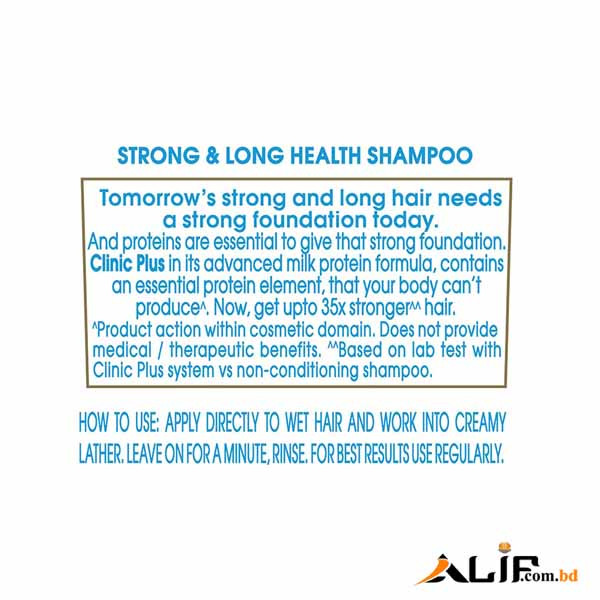 STRONG & LONG HEALTH SHAMPOO
Tomorrow's strong and long hair needs
a strong foundation today.
And proteins are essential to give that strong foundation.
Clinic Plus in its advanced milk protein formula, contains
an essential protein element, that your body can't
produce^. Now, get upto 35x stronger^^ hair.
^Product action within cosmetic domain. Does not provide
medical / therapeutic benefits. ^^Based on lab test with
Clinic Plus system vs non-conditioning shampoo.
HOW TO USE: APPLY DIRECTLY TO WET HAIR AND WORK INTO CREAMY
LATHER. LEAVE ON FOR A MINUTE, RINSE. FOR BEST RESULTS USE REGULARLY.
ALIF.com.bd